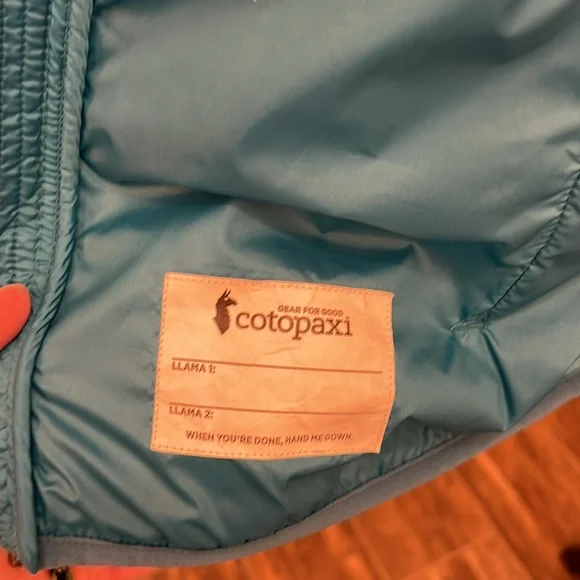 GEAR FOR GOOD
cotopaxi
LLAMA 1:
LLAMA 2:
WHEN YOU'RE DONE, HAND ME DOWN.